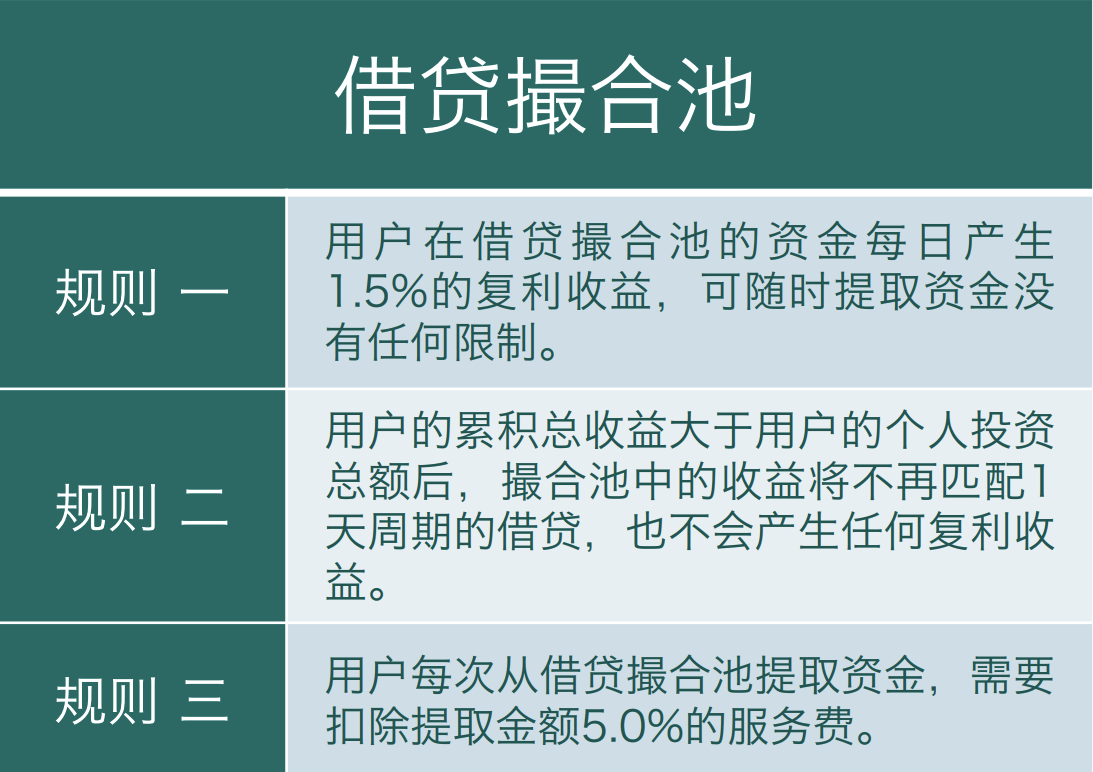 借贷撮合池
规则 一
用户在借贷撮合池的资金每日产生
1.5%的复利收益，可随时提取资金没
有任何限制。
规则 二
用户的累积总收益大于用户的个人投资
总额后，撮合池中的收益将不再匹配1
天周期的借贷，也不会产生任何复利收
益。
规则 三
用户每次从借贷撮合池提取资金，需要
扣除提取金额5.0%的服务费。